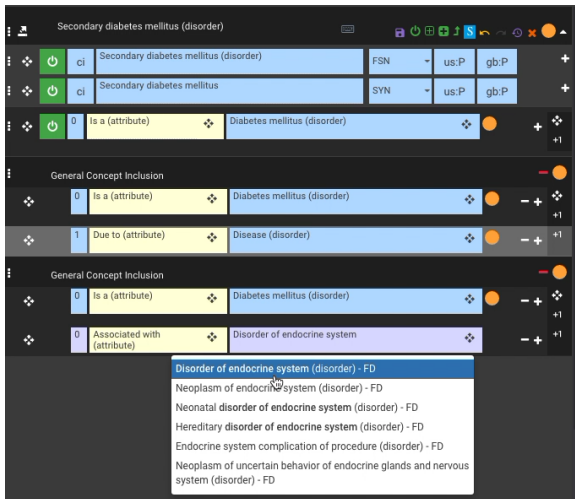 Secondary diabetes mellitus (disorder)
S
ci Secondary diabetes mellitus (disorder) FSN us:P gb:P +
ci Secondary diabetes mellitus SYN us:P gb:P +
0 Is a (attribute) Diabetes mellitus (disorder) +
+1
General Concept Inclusion
0 Is a (attribute) Diabetes mellitus (disorder) - +
+1
1 Due to (attribute) Disease (disorder) - + +1
General Concept Inclusion
0 Is a (attribute) Diabetes mellitus (disorder) - +
+1
0 Associated with (attribute) Disorder of endocrine system - + +1
Disorder of endocrine system (disorder) - FD
Neoplasm of endocrine system (disorder) - FD
Neonatal disorder of endocrine system (disorder) - FD
Hereditary disorder of endocrine system (disorder) - FD
Endocrine system complication of procedure (disorder) - FD
Neoplasm of uncertain behavior of endocrine glands and nervous
system (disorder) - FD